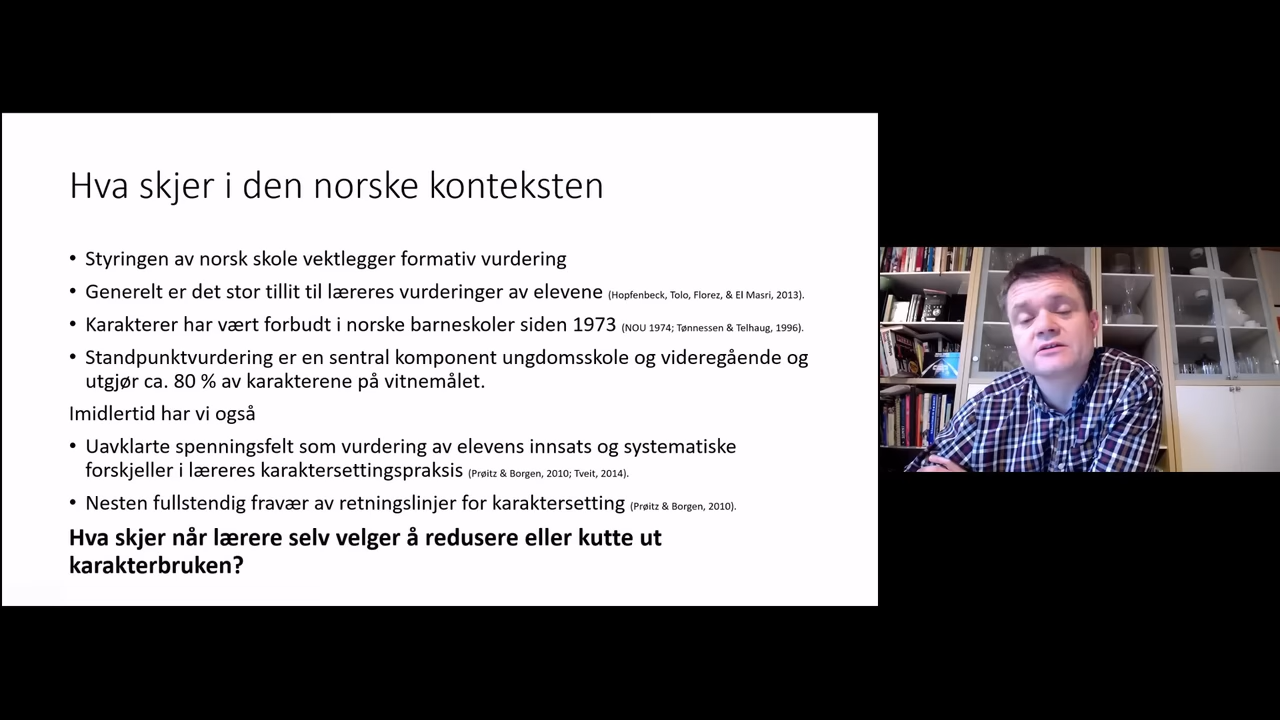 Hva skjer i den norske konteksten
• Styringen av norsk skole vektlegger formativ vurdering
• Generelt er det stor tillit til læreres vurderinger av elevene (Hopfenbeck, Tolo, Florez, & El Masri, 2013).
• Karakterer har vært forbudt i norske barneskoler siden 1973 (NOU 1974; Tønnessen & Telhaug, 1996).
• Standpunktvurdering er en sentral komponent ungdomsskole og videregående og
utgjør ca. 80 % av karakterene på vitnemålet.
Imidlertid har vi også
• Uavklarte spenningsfelt som vurdering av elevens innsats og systematiske
forskjeller i læreres karaktersettingspraksis (Prøitz & Borgen, 2010; Tveit, 2014).
• Nesten fullstendig fravær av retningslinjer for karaktersetting (Prøitz & Borgen, 2010).
Hva skjer når lærere selv velger å redusere eller kutte ut
karakterbruken?